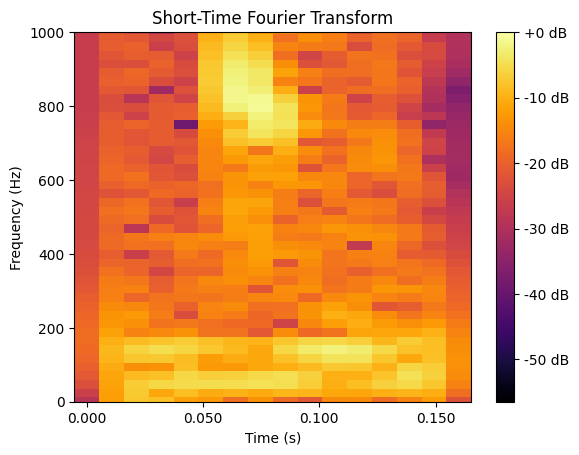 Short-Time Fourier Transform
1000
800
600
400
200
0
Frequency (Hz)
0.000
0.050
0.100
0.150
Time (s)
+0 dB
-10 dB
-20 dB
-30 dB
-40 dB
-50 dB